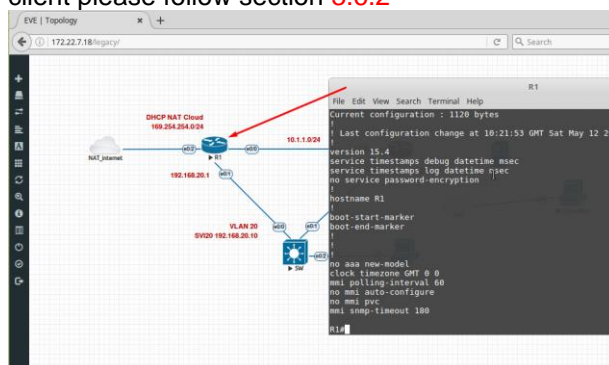 client please follow section 3.6.2
EVE | Topology
172.22.7.18/legacy/
Search
DHCP NAT Cloud
169.254.254.0/24
NAT_internet
e0/2
R1
e0/0
10.1.1.0/24
192.168.20.1
e0/1
VLAN 20
SVI20 192.168.20.10
e0/0
e0/1
SW
R1
File Edit View Search Terminal Help
Current configuration : 1120 bytes
!
! Last configuration change at 10:21:53 GMT Sat May 12 2
!
version 15.4
service timestamps debug datetime msec
service timestamps log datetime msec
no service password-encryption
!
hostname R1
!
boot-start-marker
boot-end-marker
!
!
!
no aaa new-model
clock timezone GMT 0 0
mmi polling-interval 60
no mmi auto-configure
no mmi pvc
mmi snmp-timeout 180
R1#